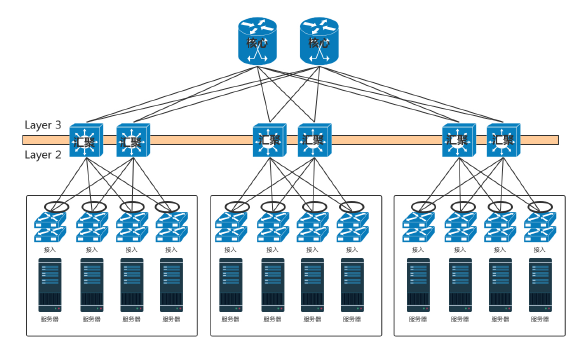 核心 核心
Layer 3
汇聚 汇聚 汇聚 汇聚 汇聚 汇聚
Layer 2
接入 接入 接入 接入 接入 接入 接入 接入 接入 接入 接入 接入
服务器 服务器 服务器 服务器 服务器 服务器 服务器 服务器 服务器 服务器 服务器 服务器